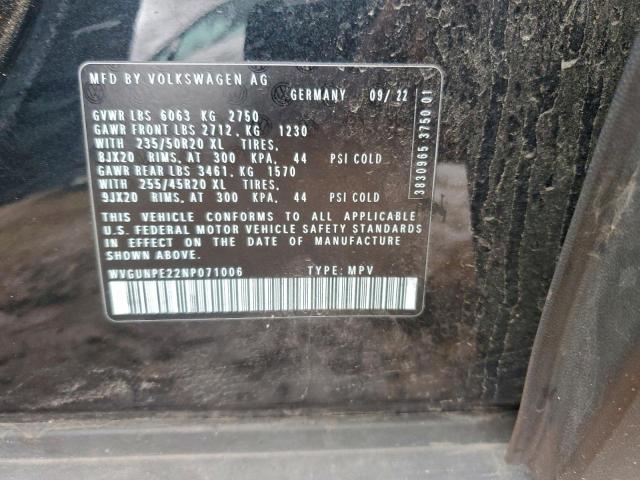 MFD BY VOLKSWAGEN AG
GERMANY 09/ 22
GVWR LBS 6063 KG 2750
GAWR FRONT LBS 2712, KG 1230
WITH 235/50R20 XL TIRES,
8JX20 RIMS, AT 300 KPA, 44 PSI COLD
GAWR REAR LBS 3461, KG 1570
WITH 255/45R20 XL TIRES,
9JX20 RIMS, AT 300 KPA, 44 PSI COLD
THIS VEHICLE CONFORMS TO ALL APPLICABLE
U.S. FEDERAL MOTOR VEHICLE SAFETY STANDARDS
IN EFFECT ON THE DATE OF MANUFACTURE
SHOWN ABOVE.
WVGUNPE22NP071006 TYPE: MPV
3830965 3750 01